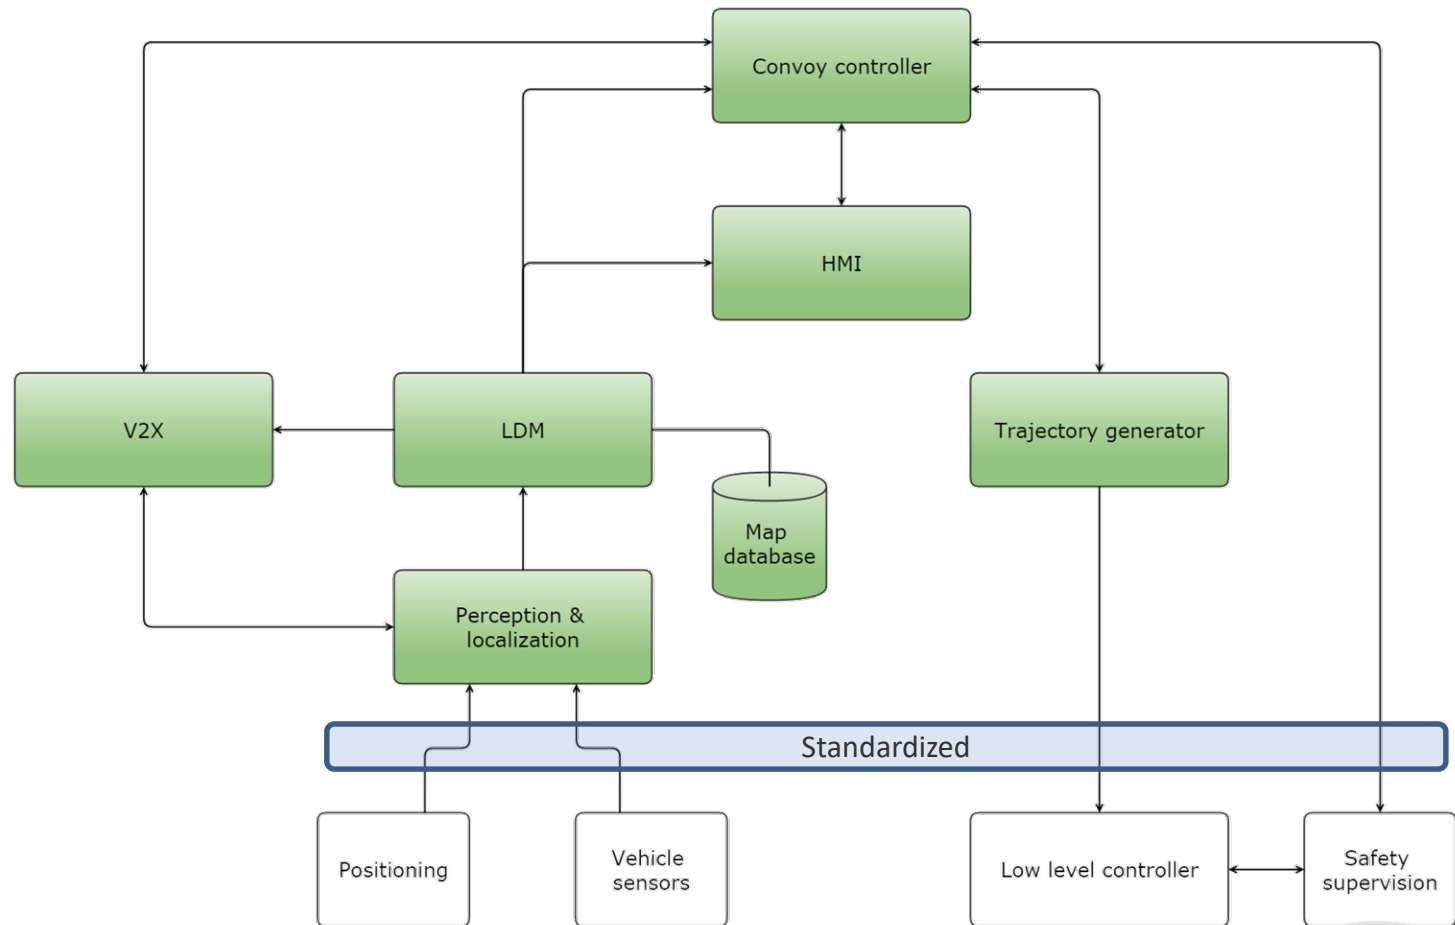 Convoy controller
HMI
V2X
LDM
Trajectory generator
Map
database
Perception &
localization
Standardized
Positioning
Vehicle
sensors
Low level controller
Safety
supervision